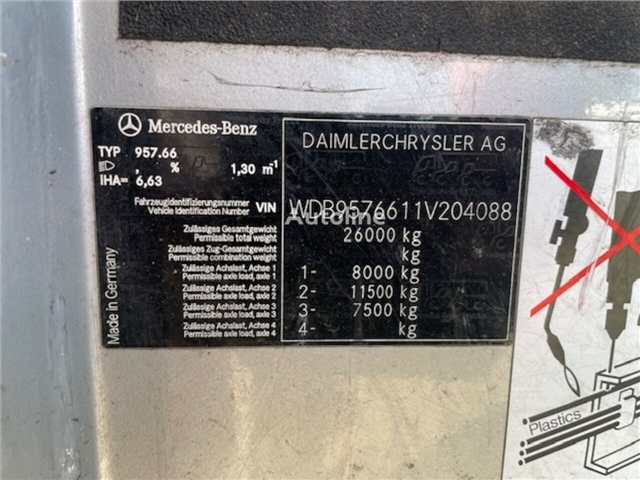 Mercedes-Benz
TYP 957.66
, % 1,30 m-1
iHA= 6,63
Fahrzeugidentifizierungsnummer
Vehicle Identification Number VIN
Zulässiges Gesamtgewicht
Permissible total weight
Zulässiges Zug-Gesamtgewicht
Permissible combination weight
Zulässige Achslast, Achse 1
Permissible axle load, axle 1
Zulässige Achslast, Achse 2
Permissible axle load, axle 2
Zulässige Achslast, Achse 3
Permissible axle load, axle 3
Zulässige Achslast, Achse 4
Permissible axle load, axle 4
Made in Germany
DAIMLERCHRYSLER AG
WDB9576611V204088
Autoline
26000 kg
kg
1- 8000 kg
2- 11500 kg
3- 7500 kg
4- kg
Plastics